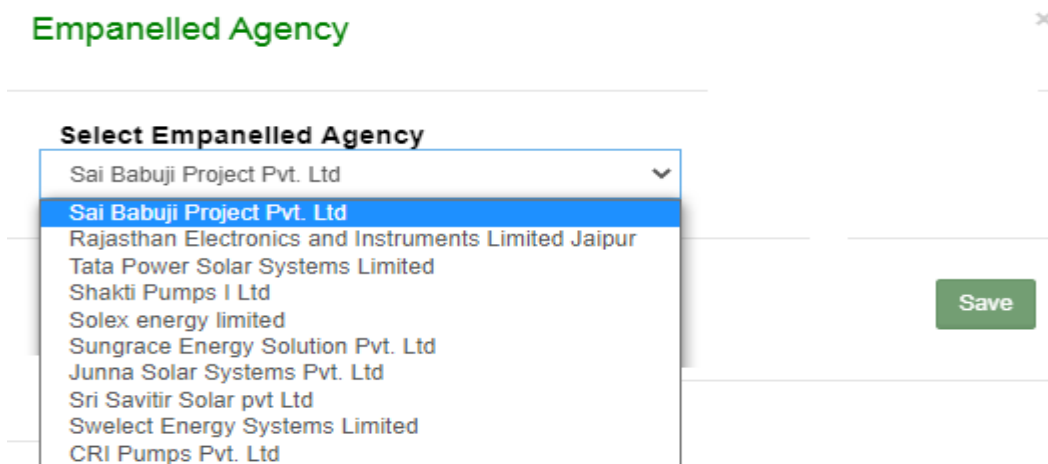 Empanelled Agency
×
Select Empanelled Agency
Sai Babuji Project Pvt. Ltd
Sai Babuji Project Pvt. Ltd
Rajasthan Electronics and Instruments Limited Jaipur
Tata Power Solar Systems Limited
Shakti Pumps I Ltd
Solex energy limited
Save
Sungrace Energy Solution Pvt. Ltd
Junna Solar Systems Pvt. Ltd
Sri Savitir Solar pvt Ltd
Swelect Energy Systems Limited
CRI Pumps Pvt. Ltd